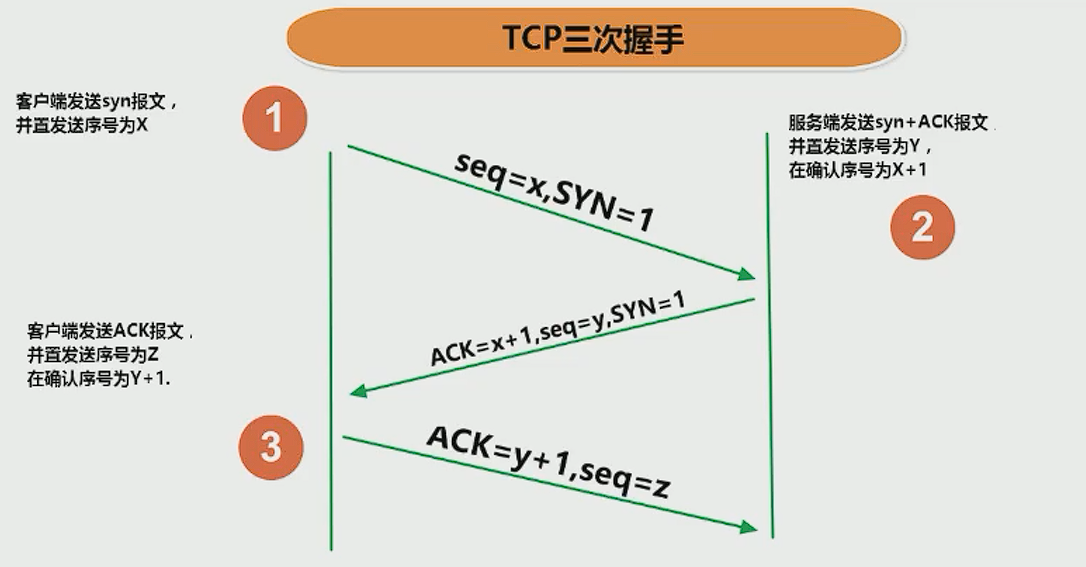 TCP三次握手
客户端发送syn报文，
并置发送序号为X
1
服务端发送syn+ACK报文
并置发送序号为Y，
在确认序号为X+1
2
seq=x,SYN=1
ACK=x+1,seq=y,SYN=1
客户端发送ACK报文，
并置发送序号为Z
在确认序号为Y+1.
3
ACK=y+1,seq=z